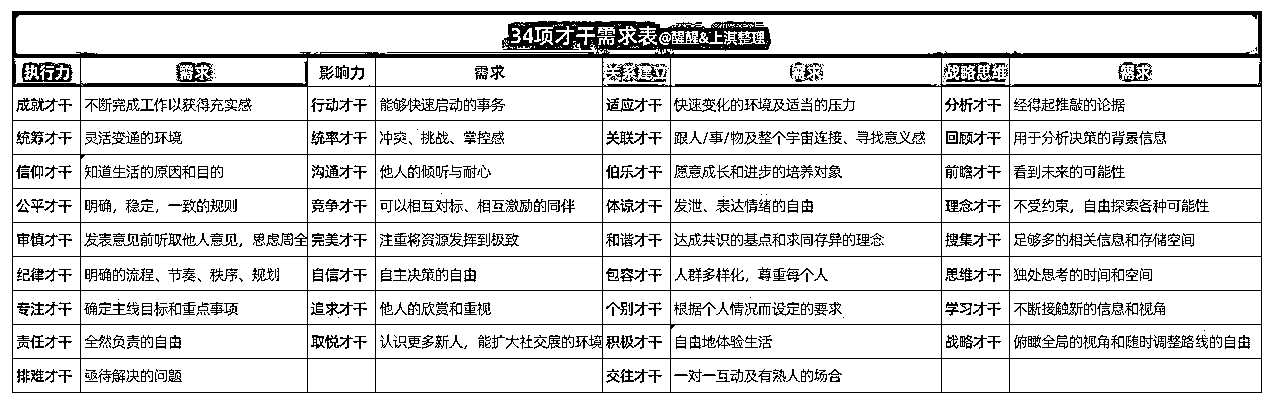 34项才干需求表@醒醒&上淇整理
执行力 需求 影响力 需求 关系建立 需求 战略思维 需求
成就才干 不断完成工作以获得充实感 行动才干 能够快速启动的事务 适应才干 快速变化的环境及适当的压力 分析才干 经得起推敲的论据
统筹才干 灵活变通的环境 统率才干 冲突、挑战、掌控感 关联才干 跟人/事/物及整个宇宙连接、寻找意义感 回顾才干 用于分析决策的背景信息
信仰才干 知道生活的原因和目的 沟通才干 他人的倾听与耐心 伯乐才干 愿意成长和进步的培养对象 前瞻才干 看到未来的可能性
公平才干 明确，稳定，一致的规则 竞争才干 可以相互对标、相互激励的同伴 体谅才干 发泄、表达情绪的自由 理念才干 不受约束，自由探索各种可能性
审慎才干 发表意见前听取他人意见，思虑周全 完美才干 注重将资源发挥到极致 和谐才干 达成共识的基点和求同存异的理念 搜集才干 足够多的相关信息和存储空间
纪律才干 明确的流程、节奏、秩序、规划 自信才干 自主决策的自由 包容才干 人群多样化，尊重每个人 思维才干 独处思考的时间和空间
专注才干 确定主线目标和重点事项 追求才干 他人的欣赏和重视 个别才干 根据个人情况而设定的要求 学习才干 不断接触新的信息和视角
责任才干 全然负责的自由 取悦才干 认识更多新人，能扩大社交展的环境 积极才干 自由地体验生活 战略才干 俯瞰全局的视角和随时调整路线的自由
排难才干 亟待解决的问题 交往才干 一对一互动及有熟人的场合